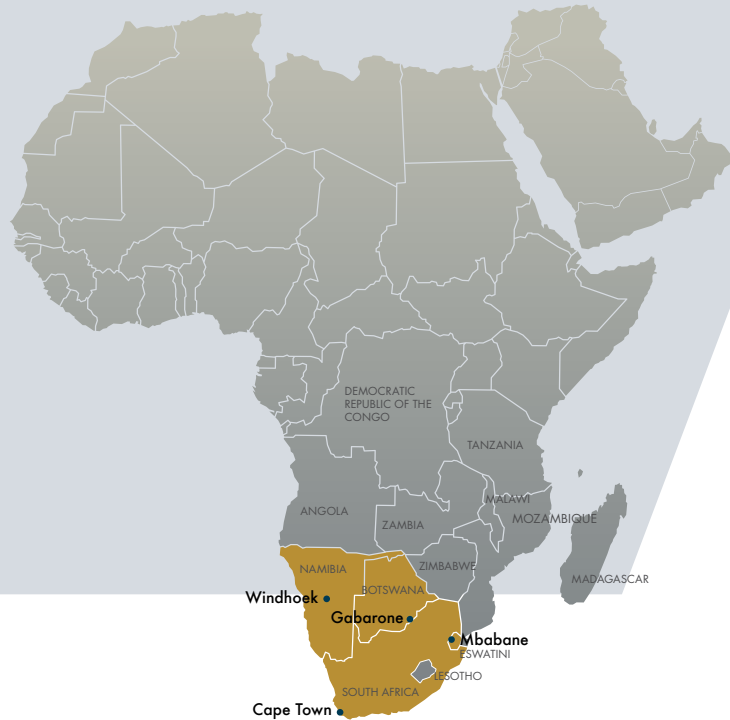 DEMOCRATIC
REPUBLIC OF THE
CONGO
TANZANIA
MALAWI
ANGOLA
MOZAMBIQUE
ZAMBIA
ZIMBABWE
NAMIBIA
MADAGASCAR
BOTSWANA
Windhoek
Gabarone
Mbabane
ESWATINI
LESOTHO
SOUTH AFRICA
Cape Town